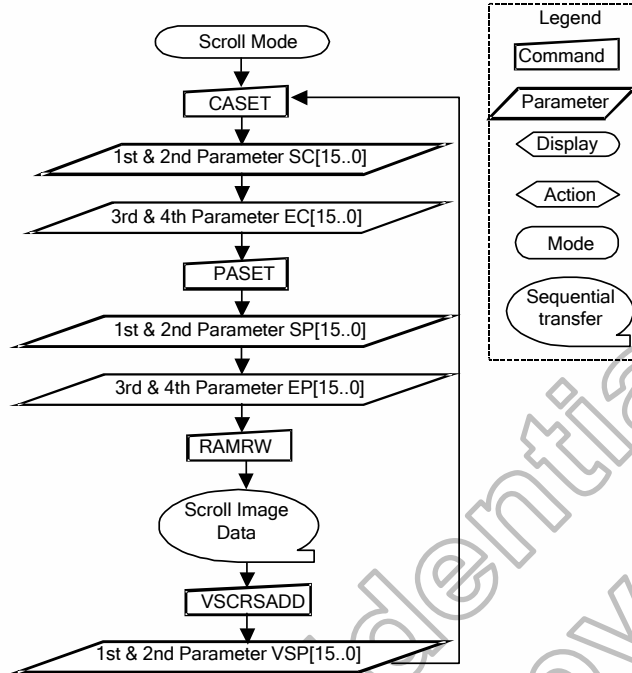 Scroll Mode
CASET
1st & 2nd Parameter SC[15..0]
3rd & 4th Parameter EC[15..0]
PASET
1st & 2nd Parameter SP[15..0]
3rd & 4th Parameter EP[15..0]
RAMRW
Scroll Image
Data
VSCRSADD
1st & 2nd Parameter VSP[15..0]
Legend
Command
Parameter
Display
Action
Mode
Sequential
transfer